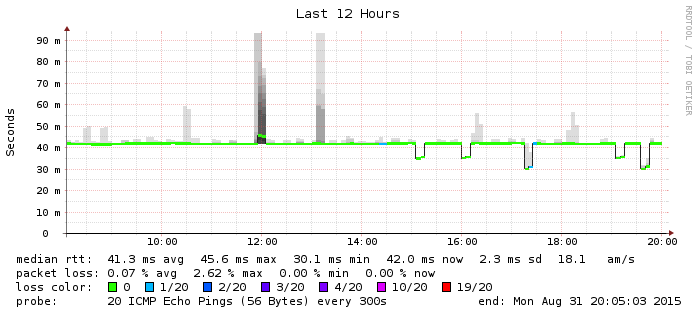 Last 12 Hours
RRDTOOL / TOBI OETIKER
Seconds
90 m
80 m
70 m
60 m
50 m
40 m
30 m
20 m
10 m
0
10:00 12:00 14:00 16:00 18:00 20:00
median rtt: 41.3 ms avg 45.6 ms max 30.1 ms min 42.0 ms now 2.3 ms sd 18.1 am/s
packet loss: 0.07 % avg 2.62 % max 0.00 % min 0.00 % now
loss color: 0 1/20 2/20 3/20 4/20 10/20 19/20
probe: 20 ICMP Echo Pings (56 Bytes) every 300s end: Mon Aug 31 20:05:03 2015